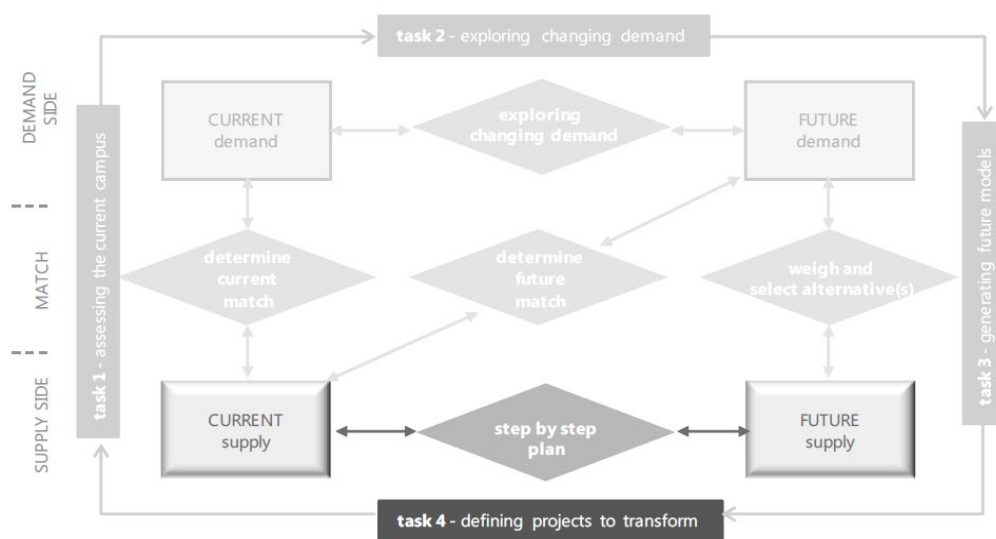 task 2 - exploring changing demand
DEMAND
SIDE
CURRENT
demand
exploring
changing demand
FUTURE
demand
task 1 - assessing the current campus
MATCH
determine
current
match
determine
future
match
weigh and
select alternative(s)
task 3 - generating future models
SUPPLY SIDE
CURRENT
supply
step by step
plan
FUTURE
supply
task 4 - defining projects to transform